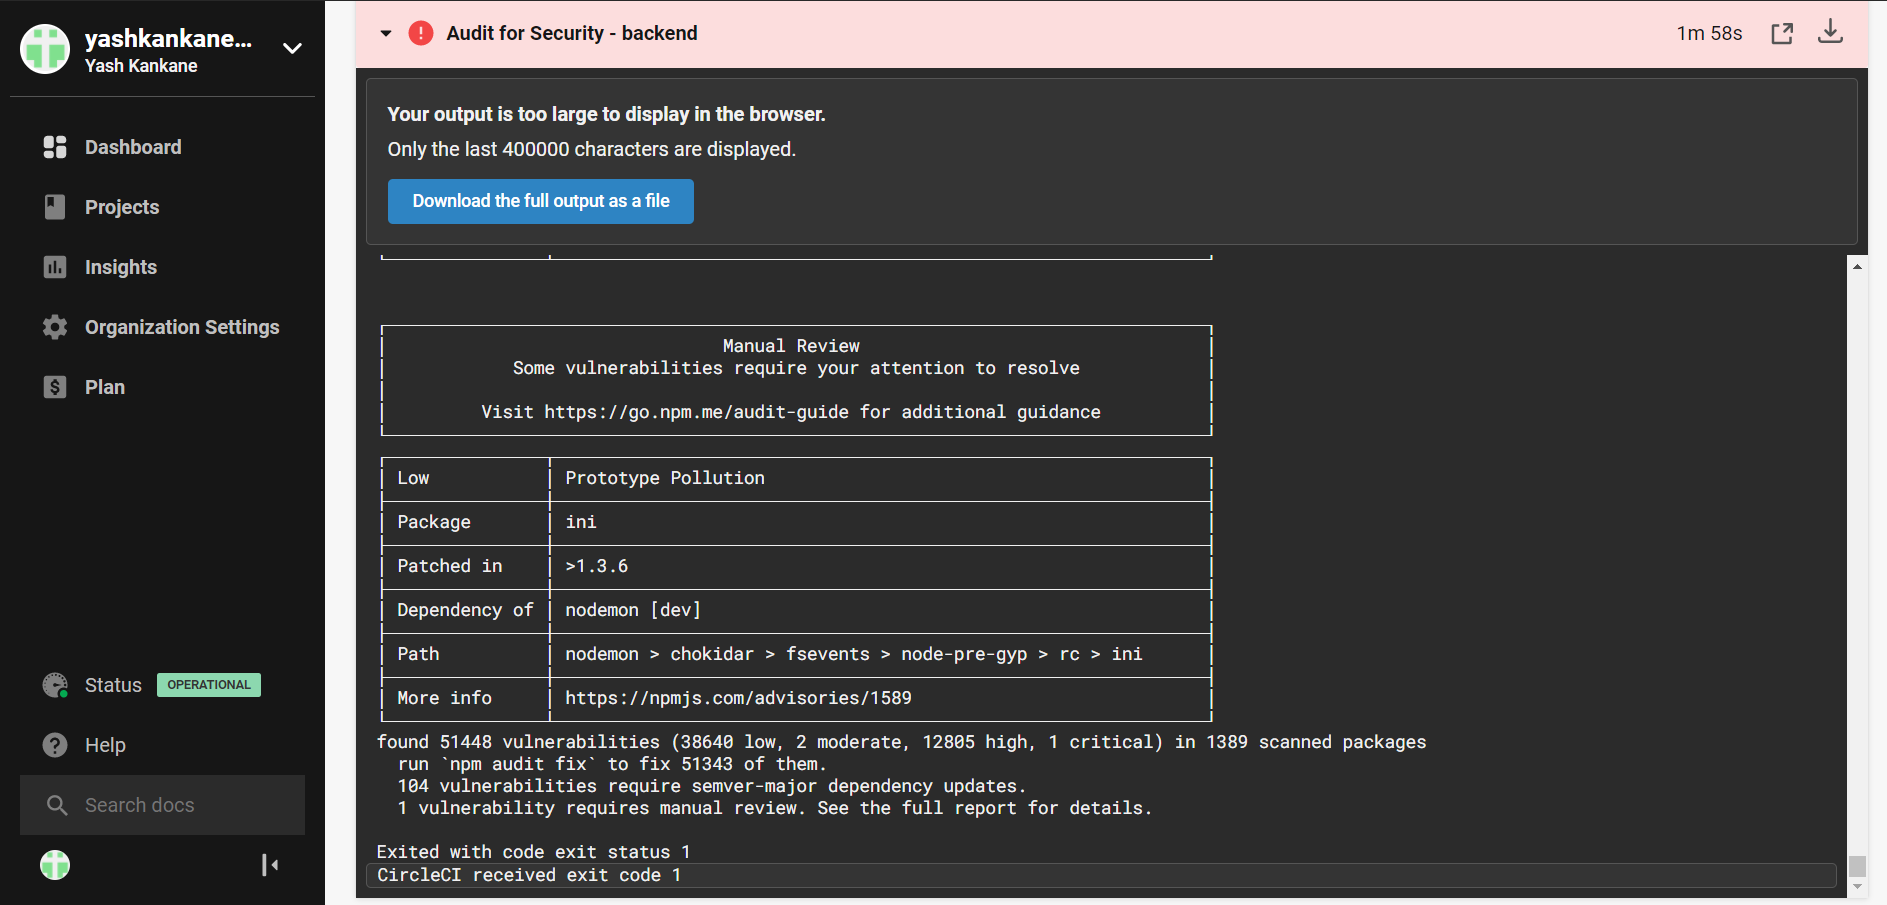 yashkankane...
Yash Kankane
Dashboard
Projects
Insights
Organization Settings
Plan
Status OPERATIONAL
Help
Search docs
Audit for Security - backend 1m 58s
Your output is too large to display in the browser.
Only the last 400000 characters are displayed.
Download the full output as a file
Manual Review
Some vulnerabilities require your attention to resolve
Visit https://go.npm.me/audit-guide for additional guidance
Low Prototype Pollution
Package ini
Patched in >1.3.6
Dependency of nodemon [dev]
Path nodemon > chokidar > fsevents > node-pre-gyp > rc > ini
More info https://npmjs.com/advisories/1589
found 51448 vulnerabilities (38640 low, 2 moderate, 12805 high, 1 critical) in 1389 scanned packages
run `npm audit fix` to fix 51343 of them.
104 vulnerabilities require semver-major dependency updates.
1 vulnerability requires manual review. See the full report for details.
Exited with code exit status 1
CircleCI received exit code 1